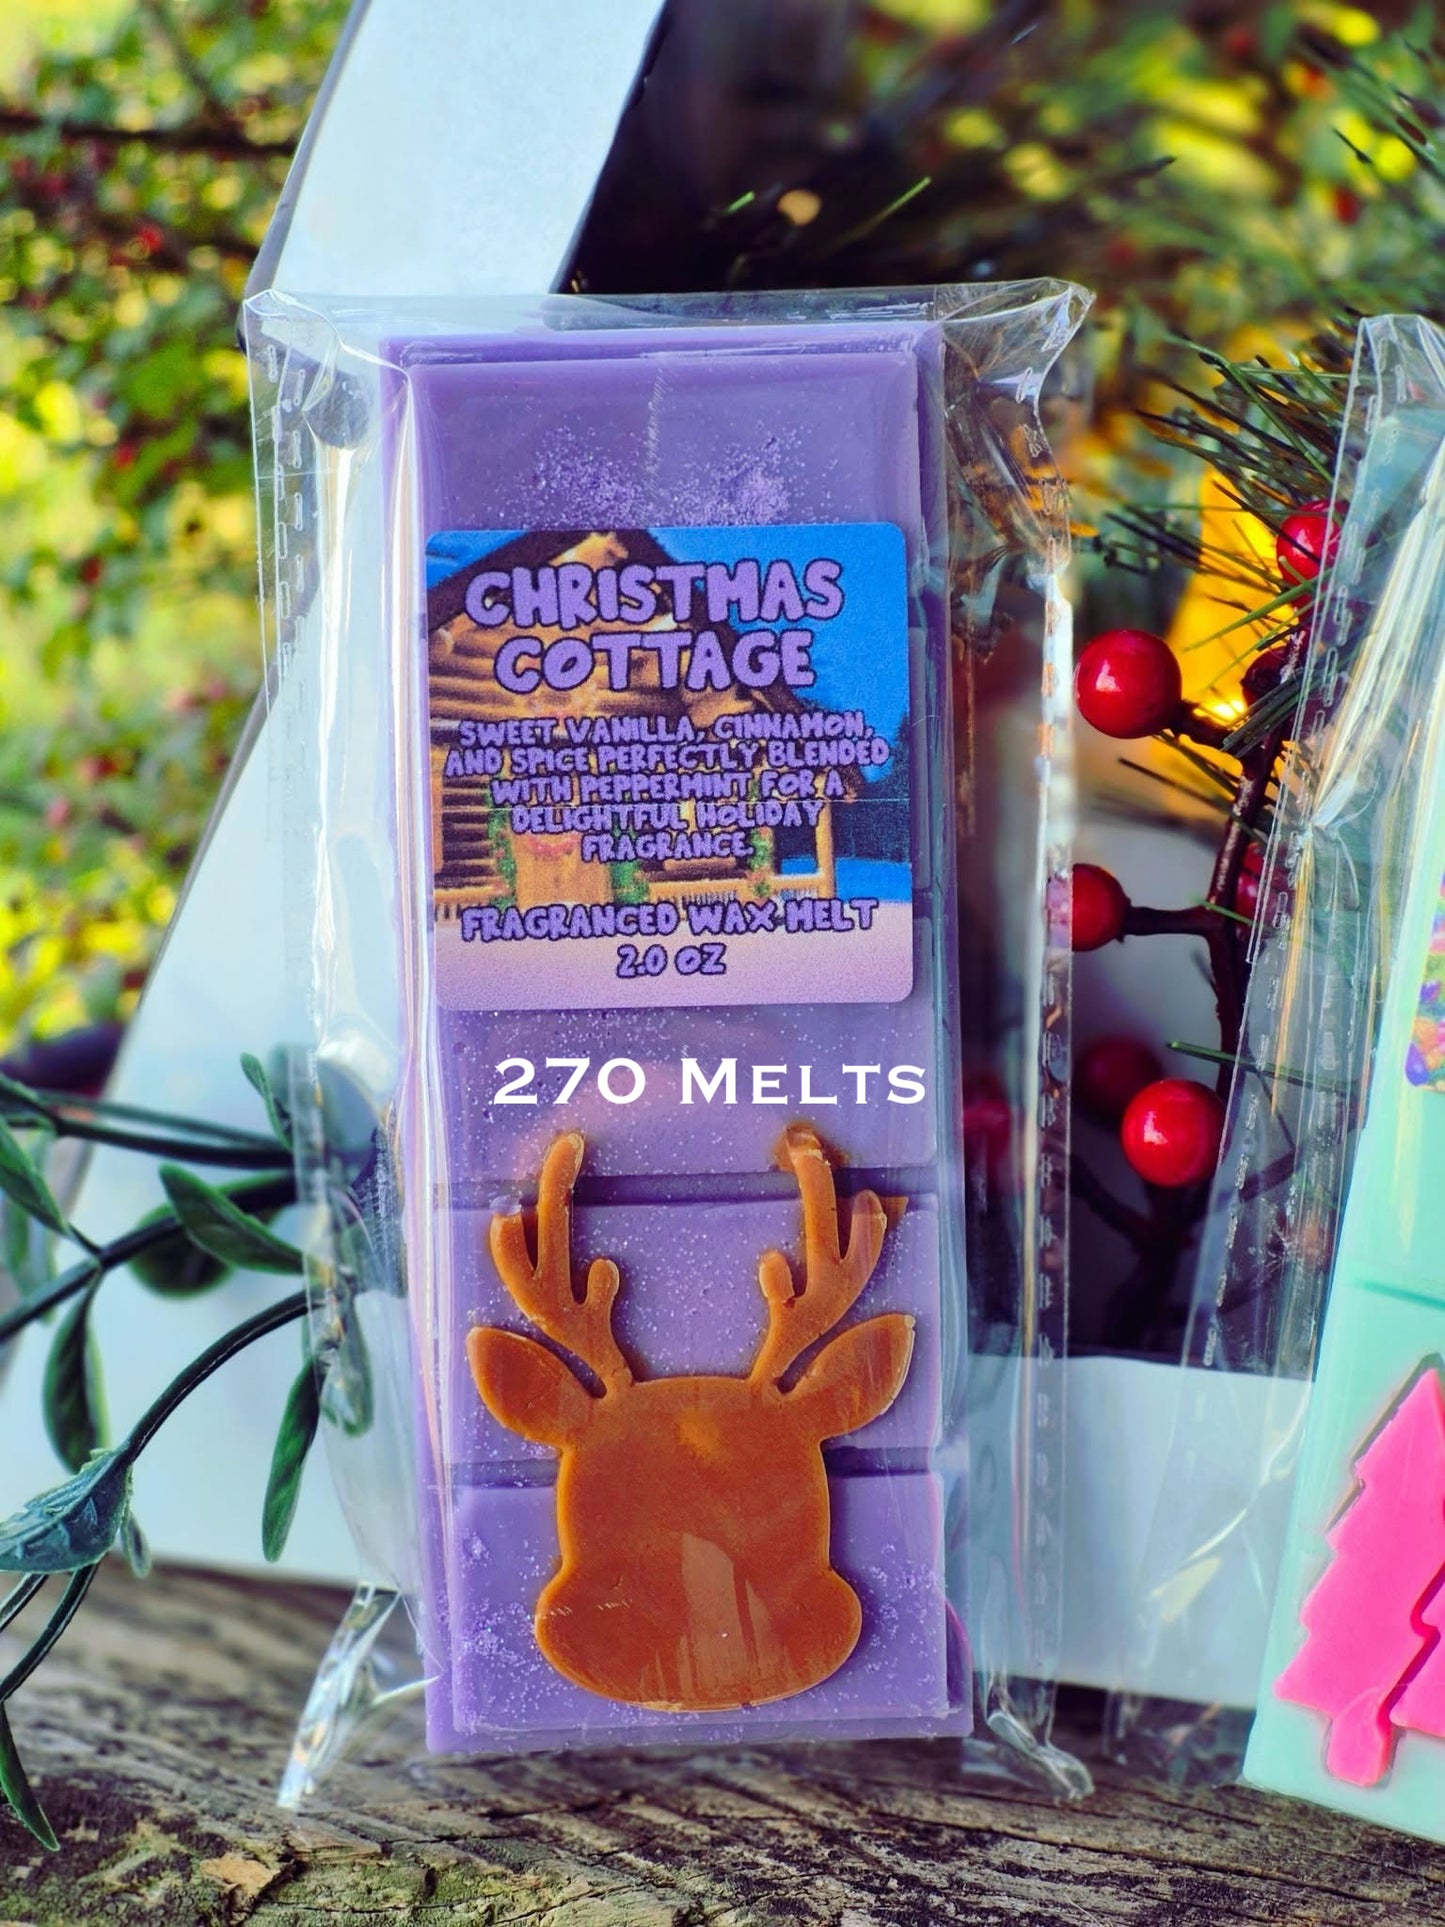 CHRISTMAS
COTTAGE
SWEET VANILLA, CINNAMON,
AND SPICE PERFECTLY BLENDED
WITH PEPPERMINT FOR A
DELIGHTFUL HOLIDAY
FRAGRANCE.
FRAGRANCED WAX MELT
2.0 OZ
270 MELTS